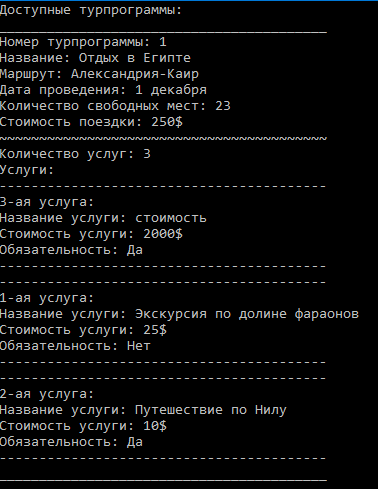 Доступные турпрограммы:
_________________________________________
Номер турпрограммы: 1
Название: Отдых в Египте
Маршрут: Александрия-Каир
Дата проведения: 1 декабря
Количество свободных мест: 23
Стоимость поездки: 250$
~~~~~~~~~~~~~~~~~~~~~~~~~~~~~~~~~~~~~~~~~
Количество услуг: 3
Услуги:
-----------------------------------------
3-ая услуга:
Название услуги: стоимость
Стоимость услуги: 2000$
Обязательность: Да
-----------------------------------------
-----------------------------------------
1-ая услуга:
Название услуги: Экскурсия по долине фараонов
Стоимость услуги: 25$
Обязательность: Нет
-----------------------------------------
-----------------------------------------
2-ая услуга:
Название услуги: Путешествие по Нилу
Стоимость услуги: 10$
Обязательность: Да
-----------------------------------------
_________________________________________